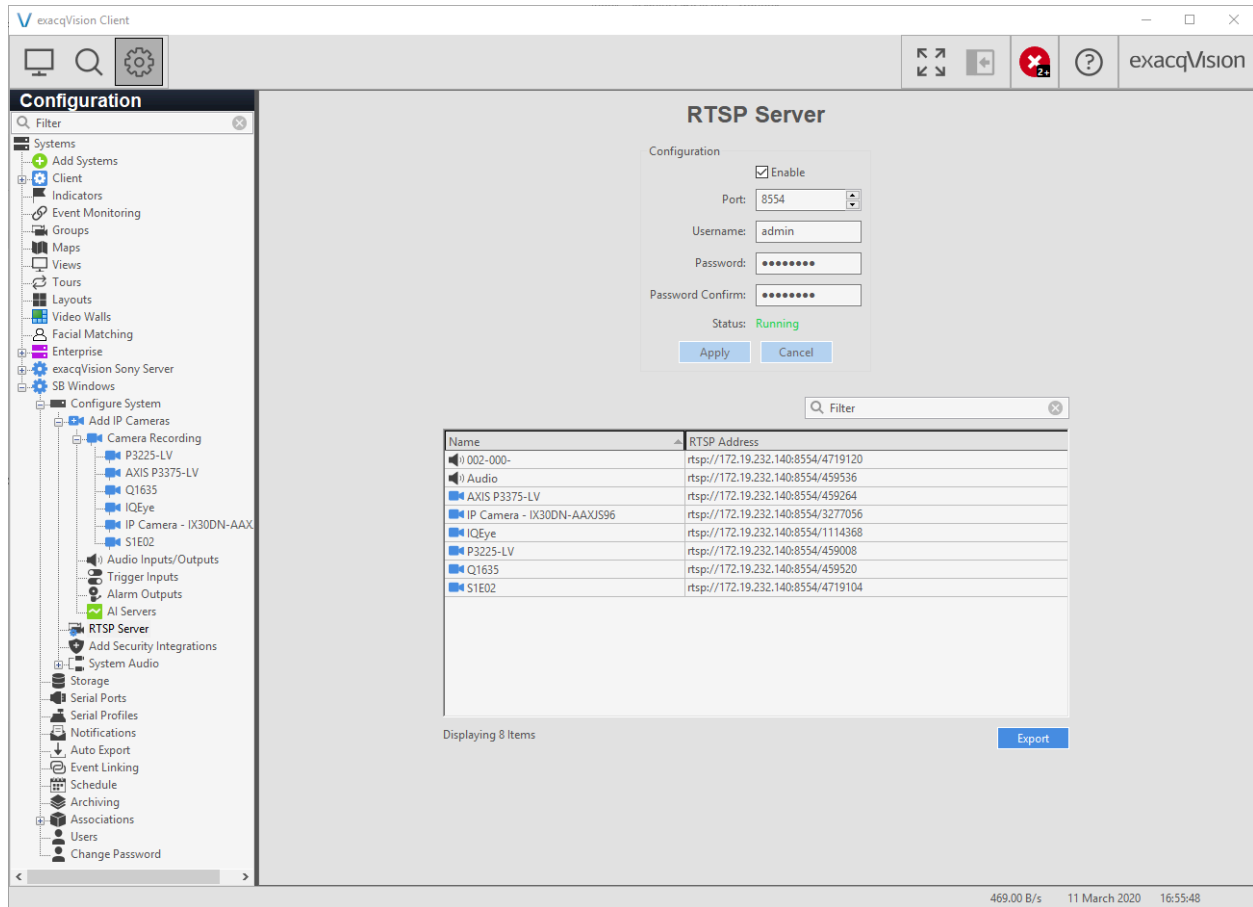 exacqVision Client
2+
?
exacqVision
Configuration
Filter
Systems
Add Systems
Client
Indicators
Event Monitoring
Groups
Maps
Views
Tours
Layouts
Video Walls
Facial Matching
Enterprise
exacqVision Sony Server
SB Windows
Configure System
Add IP Cameras
Camera Recording
P3225-LV
AXIS P3375-LV
Q1635
IQEye
IP Camera - IX30DN-AAX
S1E02
Audio Inputs/Outputs
Trigger Inputs
Alarm Outputs
AI Servers
RTSP Server
Add Security Integrations
System Audio
Storage
Serial Ports
Serial Profiles
Notifications
Auto Export
Event Linking
Schedule
Archiving
Associations
Users
Change Password
RTSP Server
Configuration
Enable
Port: 8554
Username: admin
Password: ●●●●●●●●
Password Confirm: ●●●●●●●●
Status: Running
Apply Cancel
Filter
Name RTSP Address
002-000- rtsp://172.19.232.140:8554/4719120
Audio rtsp://172.19.232.140:8554/459536
AXIS P3375-LV rtsp://172.19.232.140:8554/459264
IP Camera - IX30DN-AAXJS96 rtsp://172.19.232.140:8554/3277056
IQEye rtsp://172.19.232.140:8554/1114368
P3225-LV rtsp://172.19.232.140:8554/459008
Q1635 rtsp://172.19.232.140:8554/459520
S1E02 rtsp://172.19.232.140:8554/4719104
Displaying 8 Items
Export
469.00 B/s 11 March 2020 16:55:48